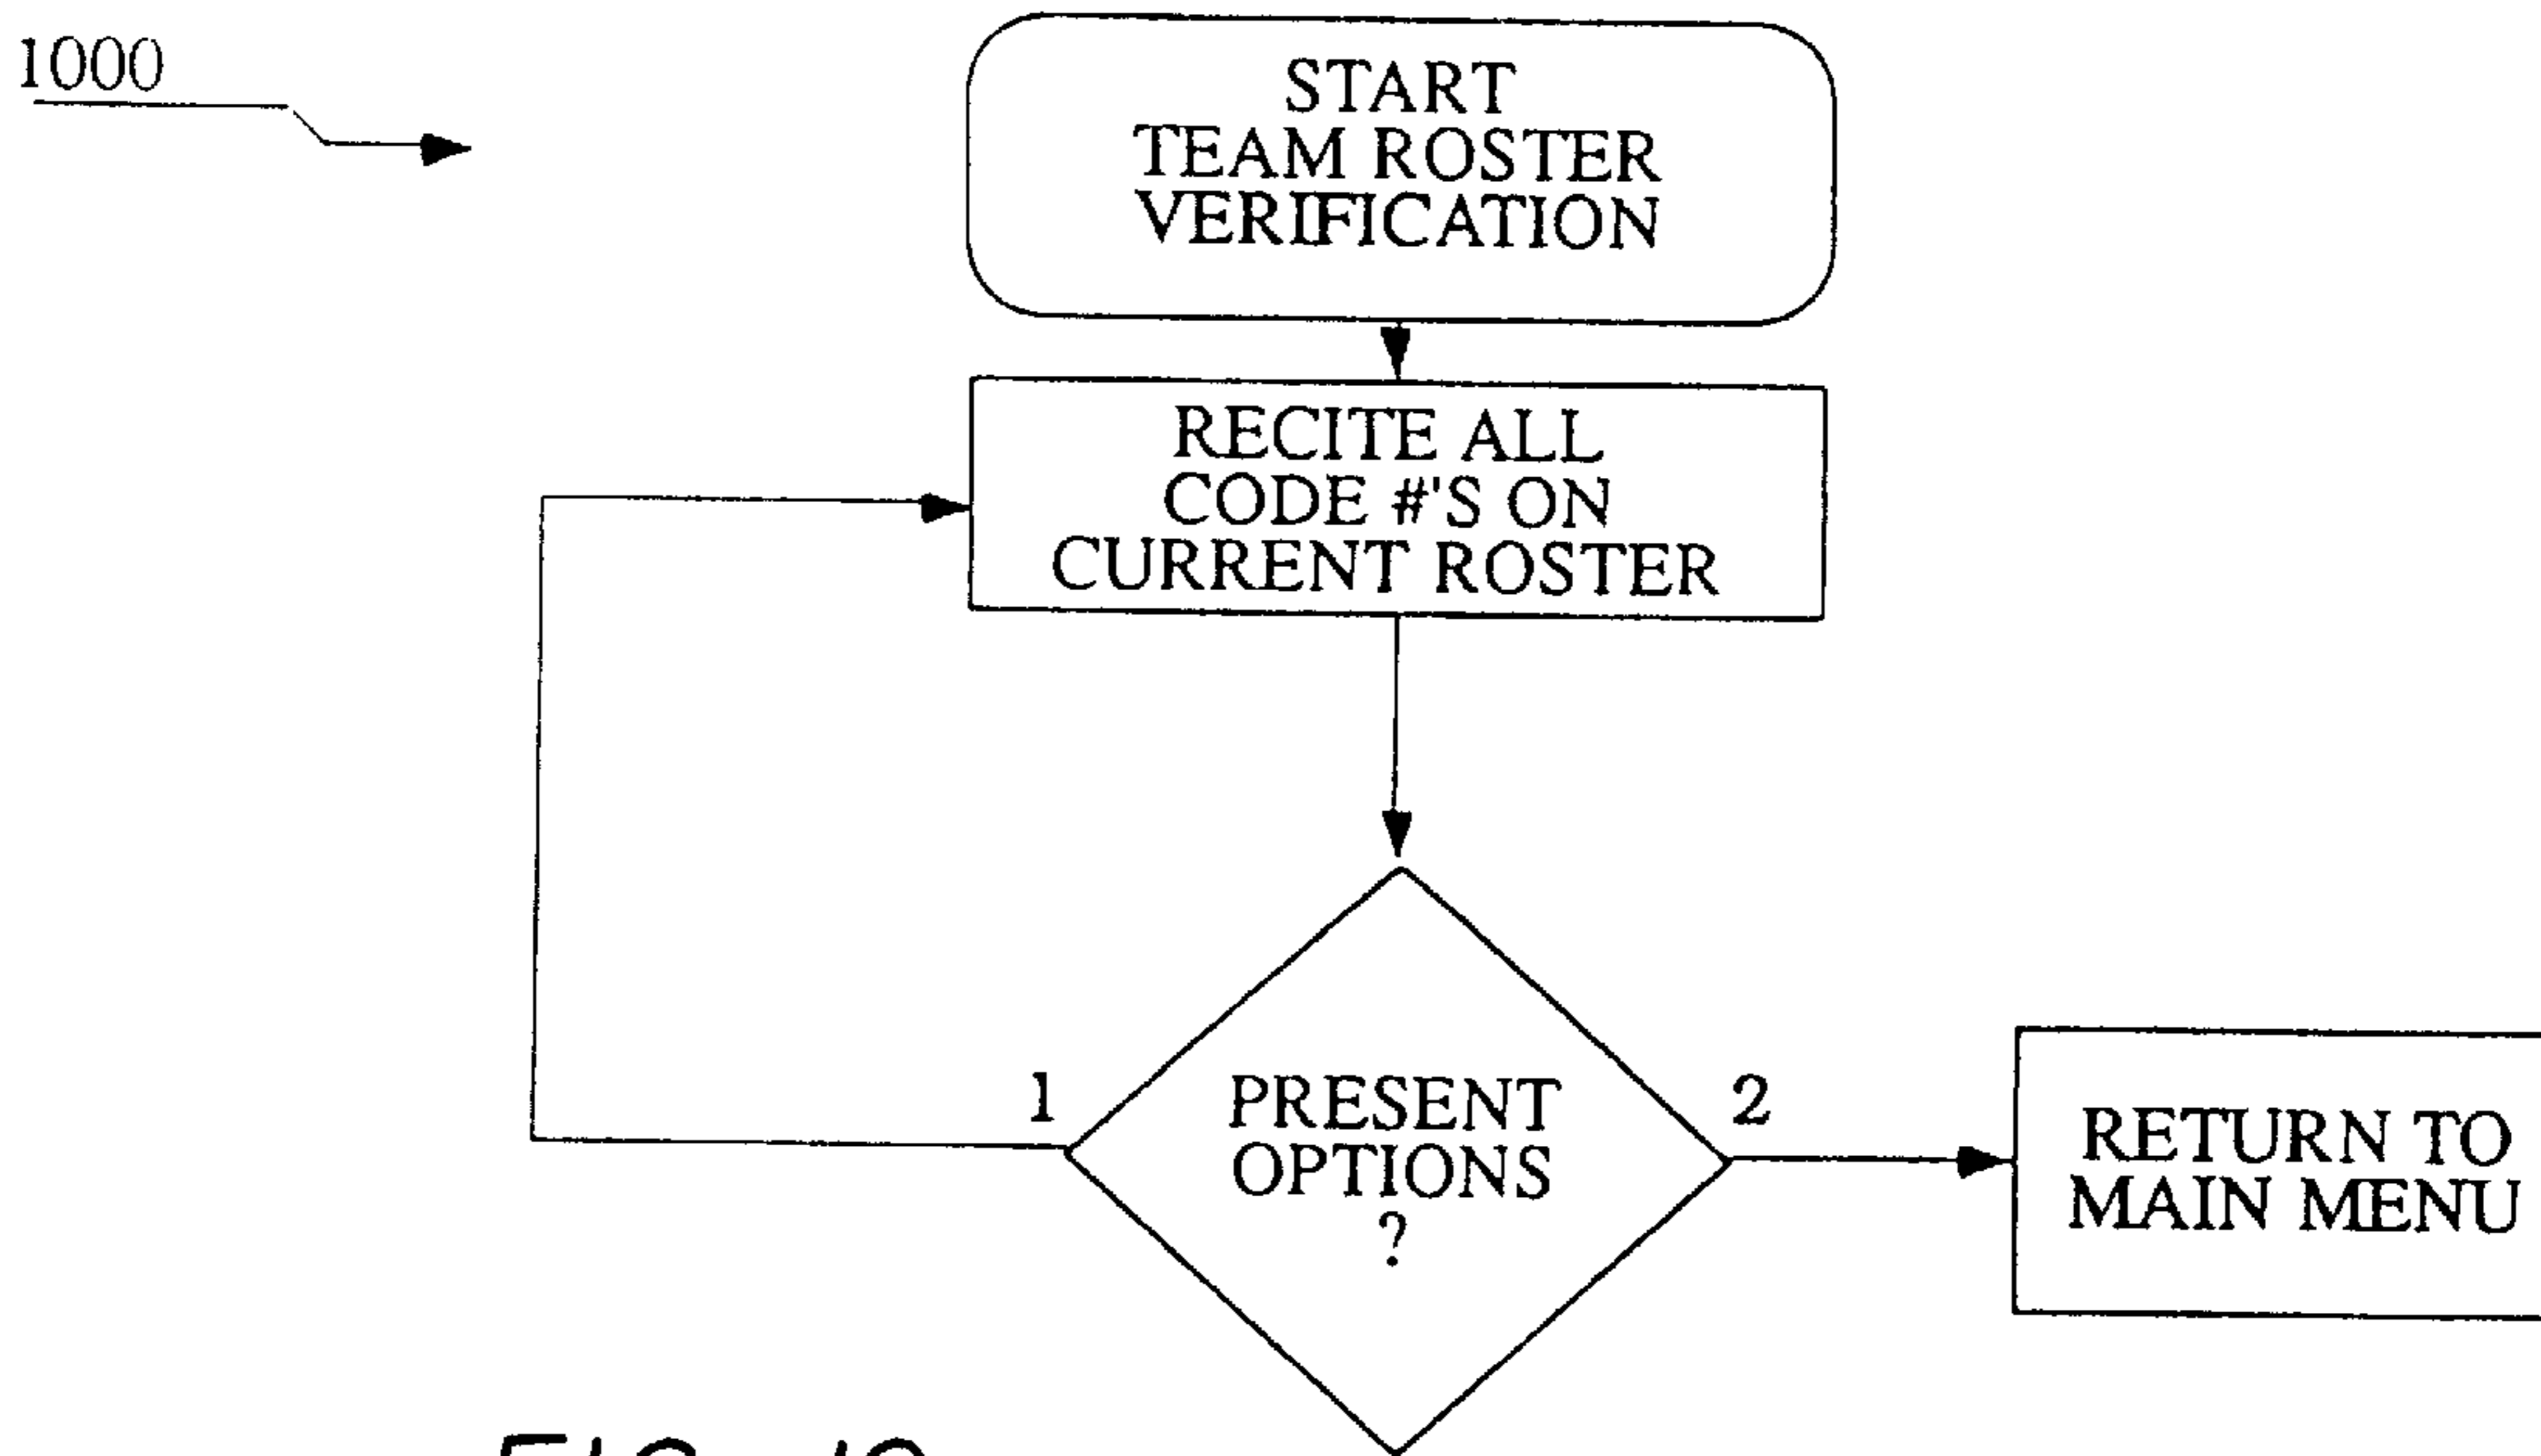 1000
START
TEAM ROSTER
VERIFICATION
RECITE ALL
CODE #'S ON
CURRENT ROSTER
1
PRESENT
OPTIONS
?
2
RETURN TO
MAIN MENU